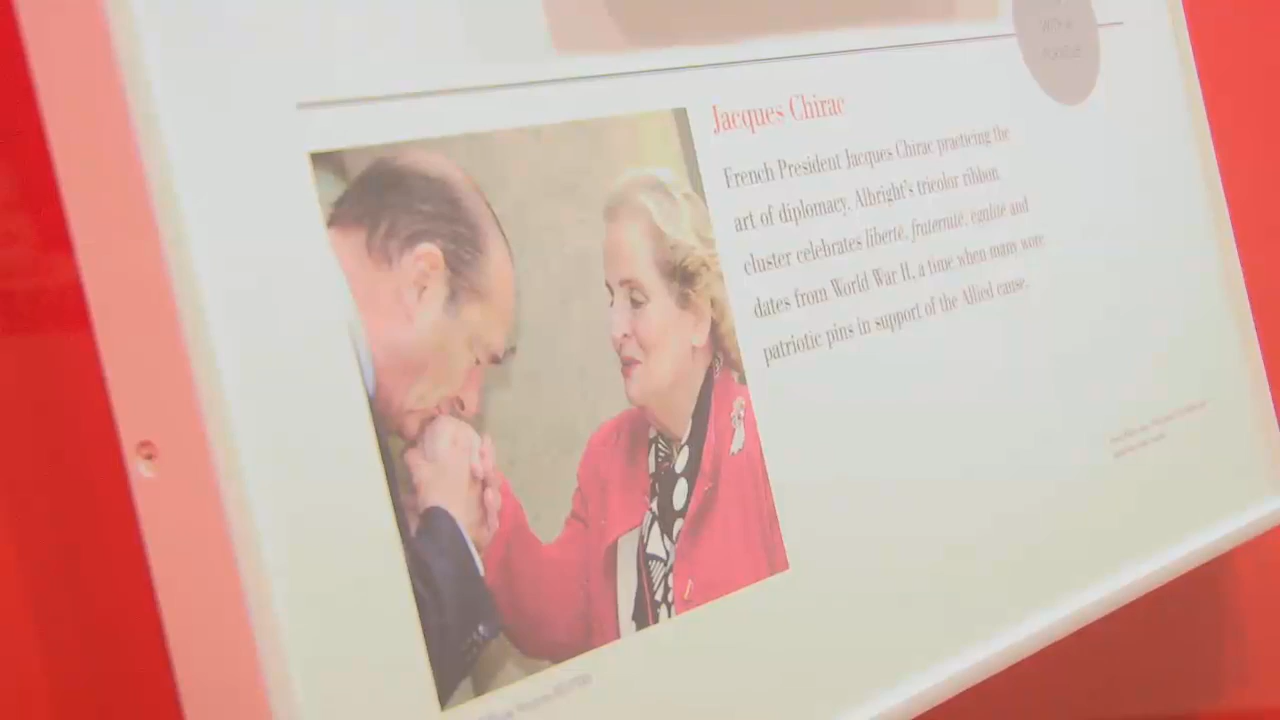 Jacques Chirac
French President Jacques Chirac practicing the
art of diplomacy. Albright's tricolor ribbon
cluster celebrates liberté, fraternité, egalité and
dates from World War II, a time when many wore
patriotic pins in support of the Allied cause.